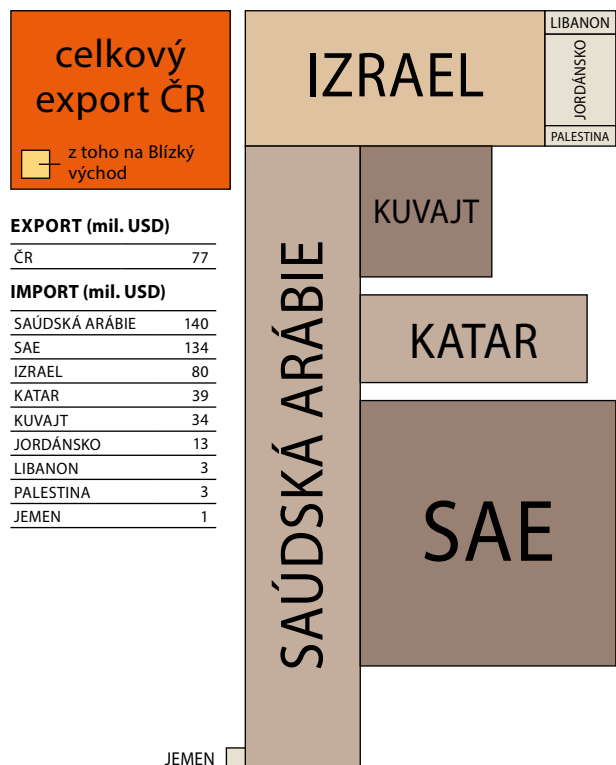 celkový
export ČR
z toho na Blízký
východ
EXPORT (mil. USD)
ČR 77
IMPORT (mil. USD)
SAÚDSKÁ ARÁBIE 140
SAE 134
IZRAEL 80
KATAR 39
KUVAJT 34
JORDÁNSKO 13
LIBANON 3
PALESTINA 3
JEMEN 1
IZRAEL
LIBANON
JORDÁNSKO
PALESTINA
SAÚDSKÁ ARÁBIE
KUVAJT
KATAR
SAE
JEMEN